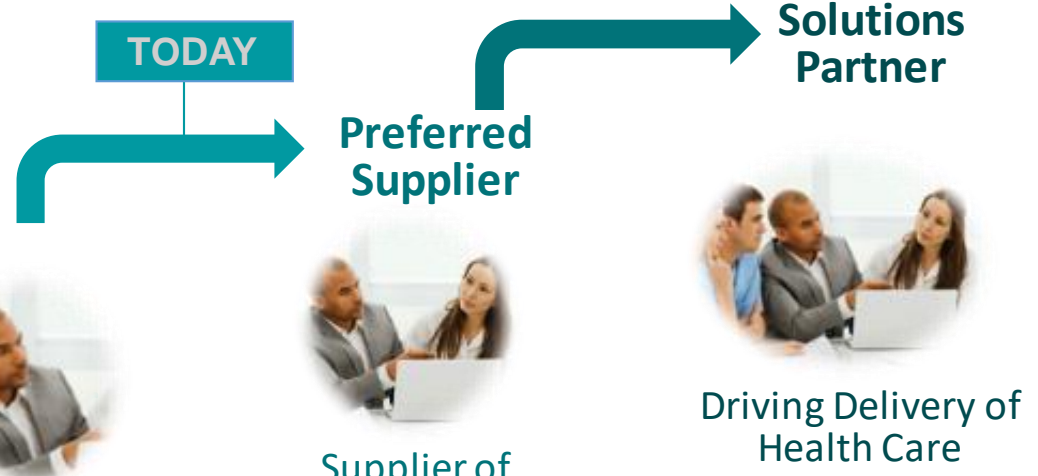 TODAY
Solutions
Partner
Preferred
Supplier
Driving Delivery of
Health Care
Supplier of